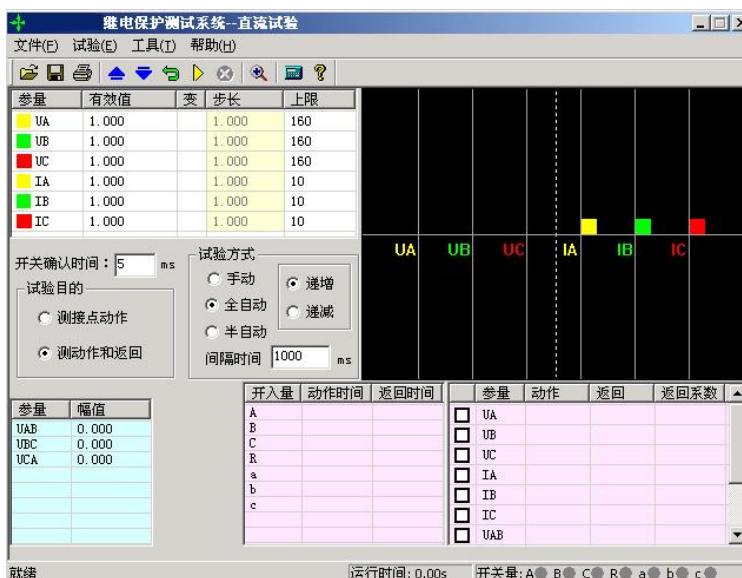 继电保护测试系统--直流试验
文件(F) 试验(E) 工具(T) 帮助(H)
参量 有效值 变 步长 上限
UA 1.000 1.000 160
UB 1.000 1.000 160
UC 1.000 1.000 160
IA 1.000 1.000 10
IB 1.000 1.000 10
IC 1.000 1.000 10
UA UB UC IA IB IC
开关确认时间：5 ms
试验目的
测接点动作
测动作和返回
试验方式
手动
全自动
半自动
递增
递减
间隔时间 1000 ms
参量 幅值
UAB 0.000
UBC 0.000
UCA 0.000
开入量 动作时间 返回时间
A
B
C
R
a
b
c
参量 动作 返回 返回系数
UA
UB
UC
IA
IB
IC
UAB
就绪 运行时间: 0.00s 开关量: A B C R a b c